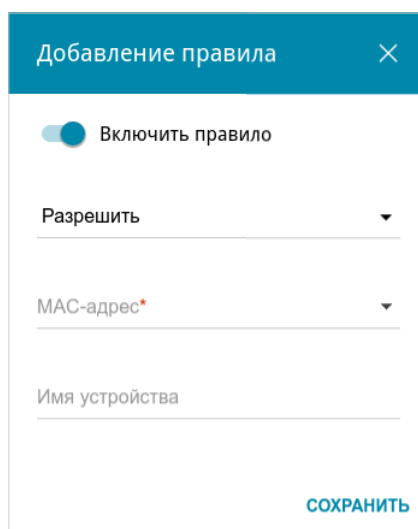 Добавление правила
Включить правило
Разрешить
MAC-адрес*
Имя устройства
СОХРАНИТЬ